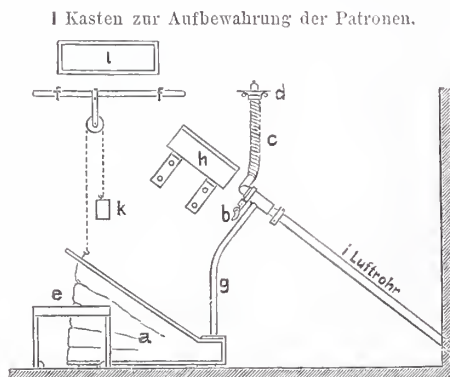 l Kasten zur Aufbewahrung der Patronen.
l
f f
d
c
h
k
b
i Luftrohr
g
e
a